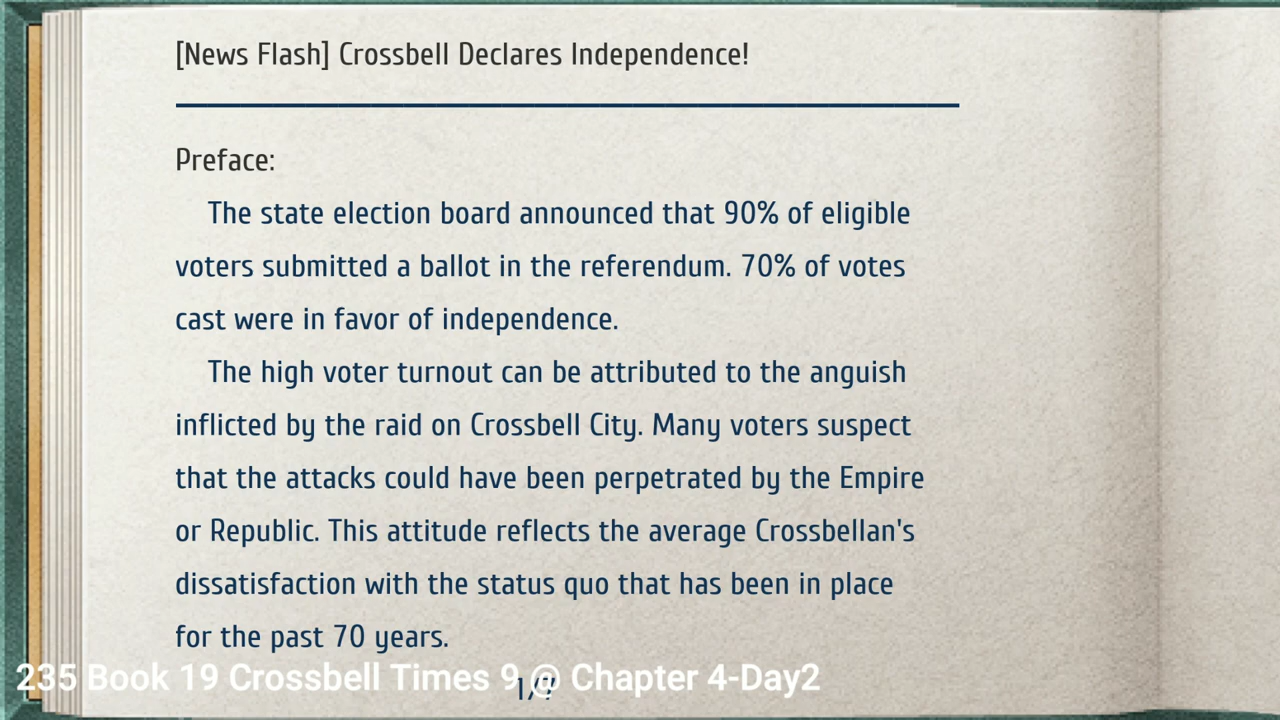 [News Flash] Crossbell Declares Independence!
Preface:
The state election board announced that 90% of eligible
voters submitted a ballot in the referendum. 70% of votes
cast were in favor of independence.
The high voter turnout can be attributed to the anguish
inflicted by the raid on Crossbell City. Many voters suspect
that the attacks could have been perpetrated by the Empire
or Republic. This attitude reflects the average Crossbellan's
dissatisfaction with the status quo that has been in place
for the past 70 years.
235 Book 19 Crossbell Times 9 @ Chapter 4-Day2